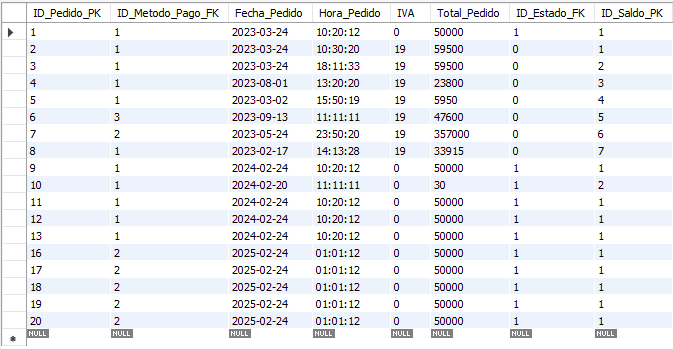 ID_Pedido_PK ID_Metodo_Pago_FK Fecha_Pedido Hora_Pedido IVA Total_Pedido ID_Estado_FK ID_Saldo_PK
1 1 2023-03-24 10:20:12 0 50000 1 1
2 1 2023-03-24 10:30:20 19 59500 0 1
3 1 2023-03-24 18:11:33 19 59500 0 2
4 1 2023-08-01 13:20:20 19 23800 0 3
5 1 2023-03-02 15:50:19 19 5950 0 4
6 3 2023-09-13 11:11:11 19 47600 0 5
7 2 2023-05-24 23:50:20 19 357000 0 6
8 1 2023-02-17 14:13:28 19 33915 0 7
9 1 2024-02-24 10:20:12 0 50000 1 1
10 1 2024-02-20 11:11:11 0 30 1 2
11 1 2024-02-24 10:20:12 0 50000 1 1
12 1 2024-02-24 10:20:12 0 50000 1 1
13 1 2024-02-24 10:20:12 0 50000 1 1
16 2 2025-02-24 01:01:12 0 50000 1 1
17 2 2025-02-24 01:01:12 0 50000 1 1
18 2 2025-02-24 01:01:12 0 50000 1 1
19 2 2025-02-24 01:01:12 0 50000 1 1
20 2 2025-02-24 01:01:12 0 50000 1 1
NULL NULL NULL NULL NULL NULL NULL NULL